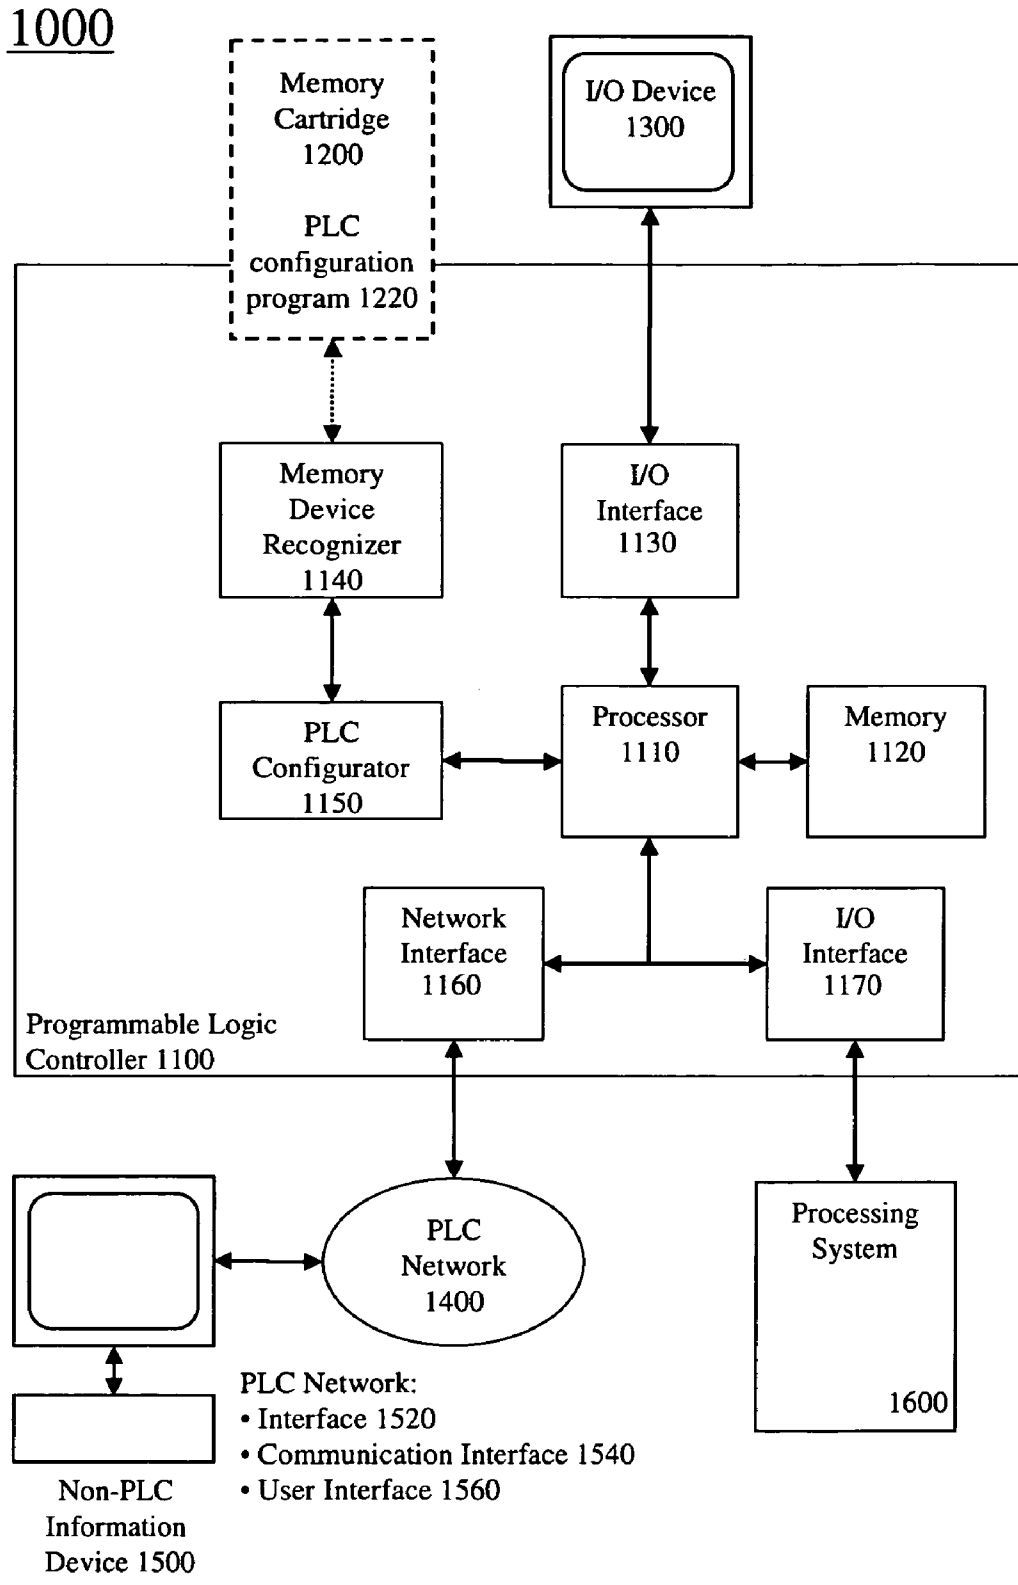 1000
Memory
Cartridge
1200
PLC
configuration
program 1220
I/O Device
1300
Memory
Device
Recognizer
1140
I/O
Interface
1130
PLC
Configurator
1150
Processor
1110
Memory
1120
Network
Interface
1160
I/O
Interface
1170
Programmable Logic
Controller 1100
PLC
Network
1400
Processing
System
1600
PLC Network:
• Interface 1520
• Communication Interface 1540
• User Interface 1560
Non-PLC
Information
Device 1500